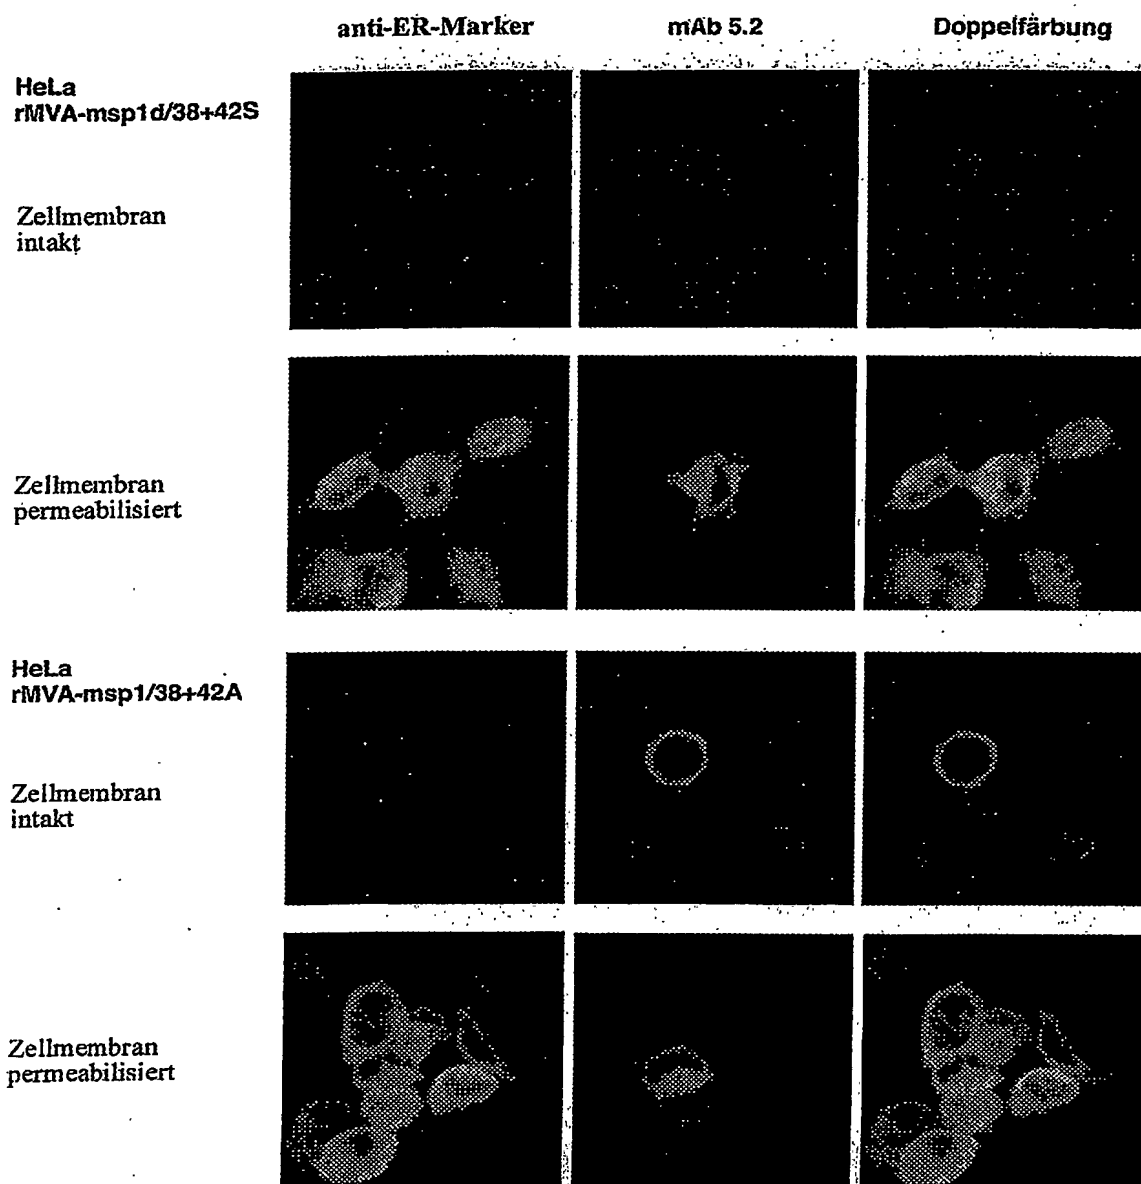 anti-ER-Marker mAb 5.2 Doppelfärbung
HeLa
rMVA-msp1d/38+42S
Zellmembran
intakt
Zellmembran
permeabilisiert
HeLa
rMVA-msp1/38+42A
Zellmembran
intakt
Zellmembran
permeabilisiert